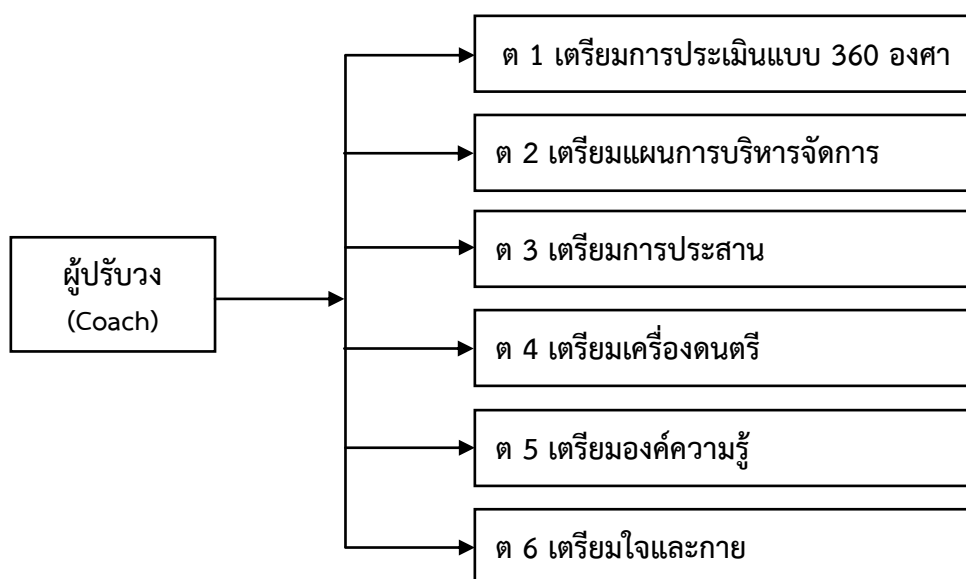 ต 1 เตรียมการประเมินแบบ 360 องศา
ต 2 เตรียมแผนการบริหารจัดการ
ต 3 เตรียมการประสาน
ผู้ปรับวง
(Coach)
ต 4 เตรียมเครื่องดนตรี
ต 5 เตรียมองค์ความรู้
ต 6 เตรียมใจและกาย